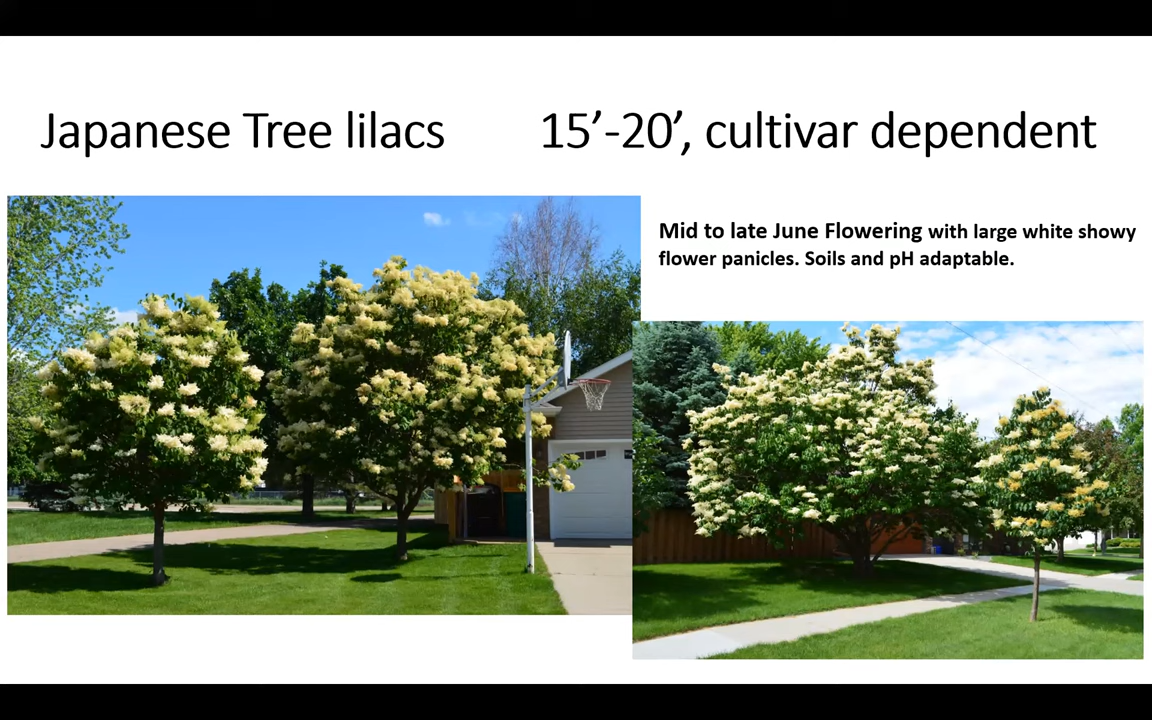 Japanese Tree lilacs 15’-20’, cultivar dependent
Mid to late June Flowering with large white showy
flower panicles. Soils and pH adaptable.